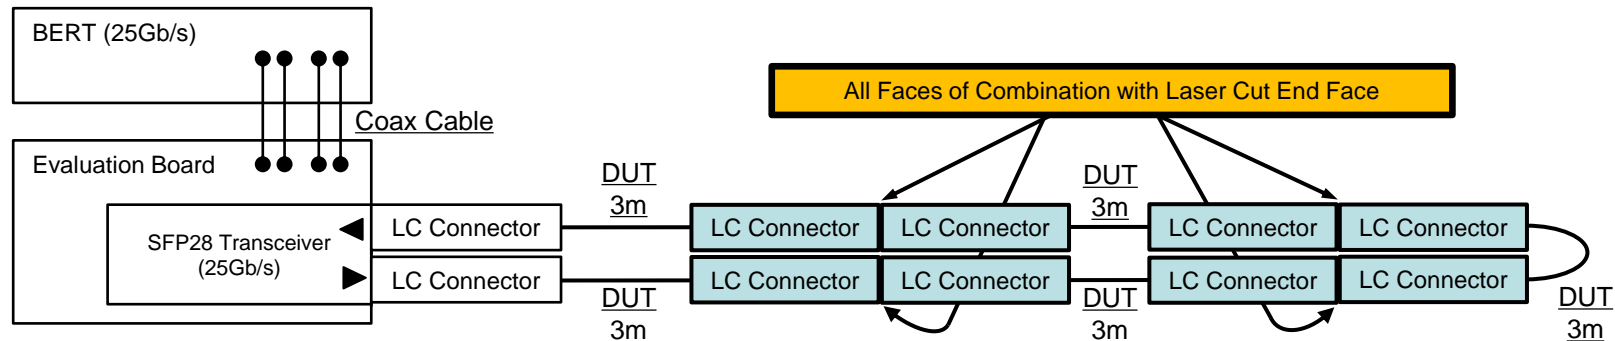 BERT (25Gb/s)
All Faces of Combination with Laser Cut End Face
Coax Cable
Evaluation Board
DUT
3m
DUT
3m
SFP28 Transceiver
(25Gb/s)
LC Connector
LC Connector
LC Connector
LC Connector
LC Connector
LC Connector
LC Connector
LC Connector
LC Connector
LC Connector
DUT
3m
DUT
3m
DUT
3m